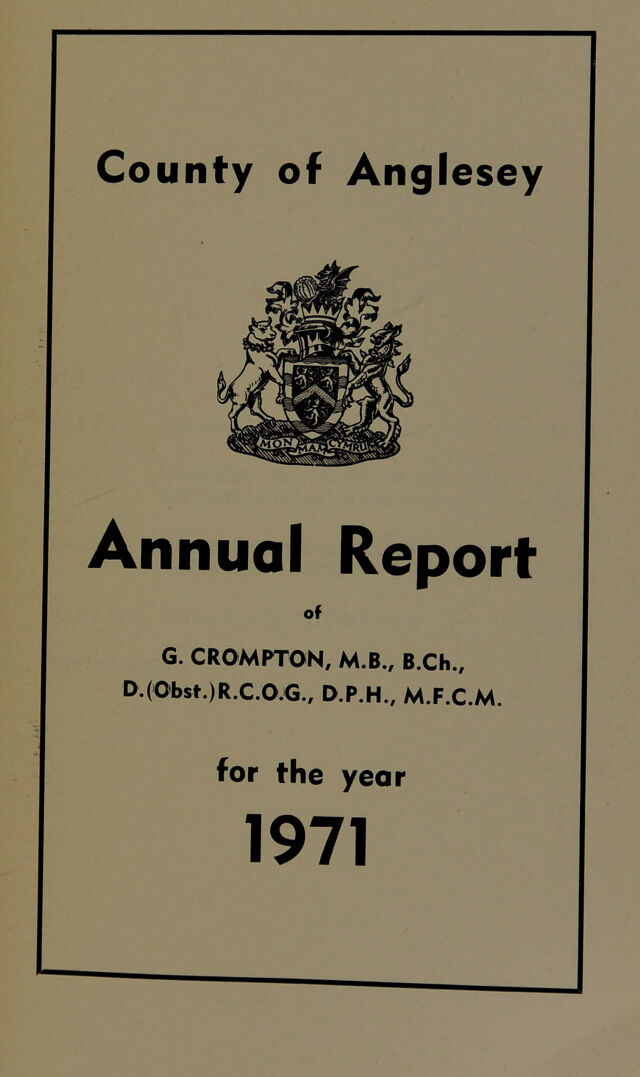 County of Anglesey
MON MAM CYMRU
Annual Report
of
G. CROMPTON, M.B., B.Ch.,
D.(Obst.)R.C.O.G., D.P.H., M.F.C.M.
for the year
1971